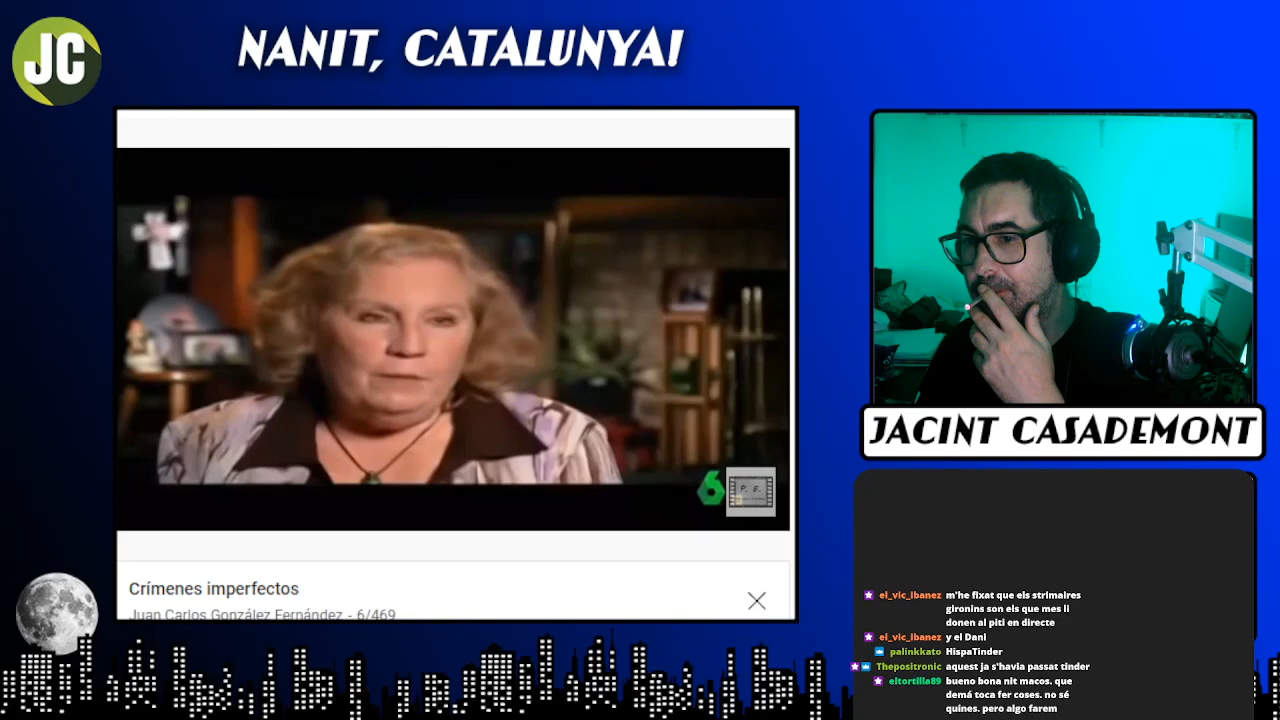 JC
NANIT, CATALUNYA!
6
P. E.
Crímenes imperfectos
Juan Carlos González Fernández - 6/469
JACINT CASADEMONT
el_vic_ibanez m'he fixat que els strimaires
gironins son els que mes li
donen al piti en directe
el_vic_ibanez y el Dani
palinkkato HispaTinder
Thepositronic aquest ja s'havia passat tinder
eltortilla89 bueno bona nit macos. que
demá toca fer coses. no sé
quines. pero algo farem